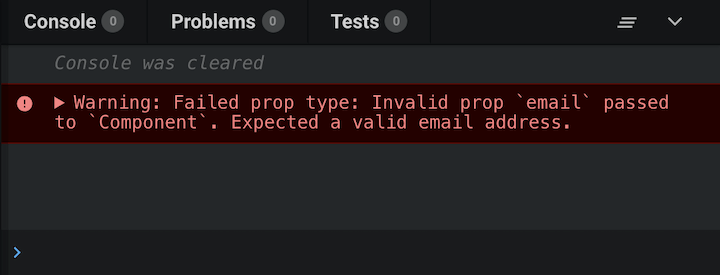 Console 0 Problems 0 Tests 0
Console was cleared
Warning: Failed prop type: Invalid prop `email` passed
to `Component`. Expected a valid email address.